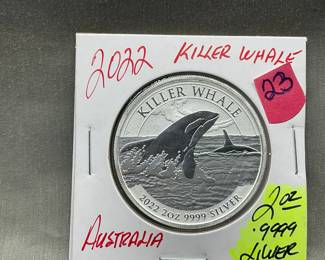 2022 KILLER WHALE
23
KILLER WHALE
2022 2OZ 9999 SILVER
AUSTRALIA
2oz
.9999
SILVER